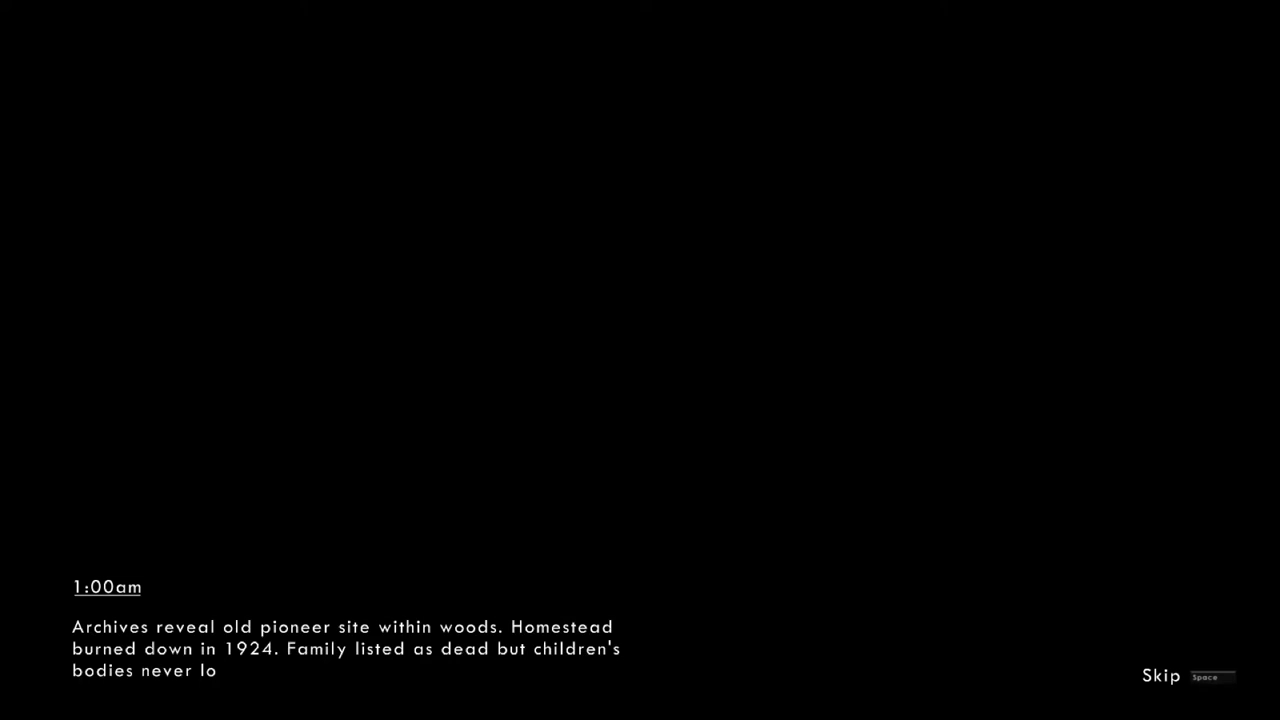 1:00am
Archives reveal old pioneer site within woods. Homestead
burned down in 1924. Family listed as dead but children's
bodies never lo
Skip Space